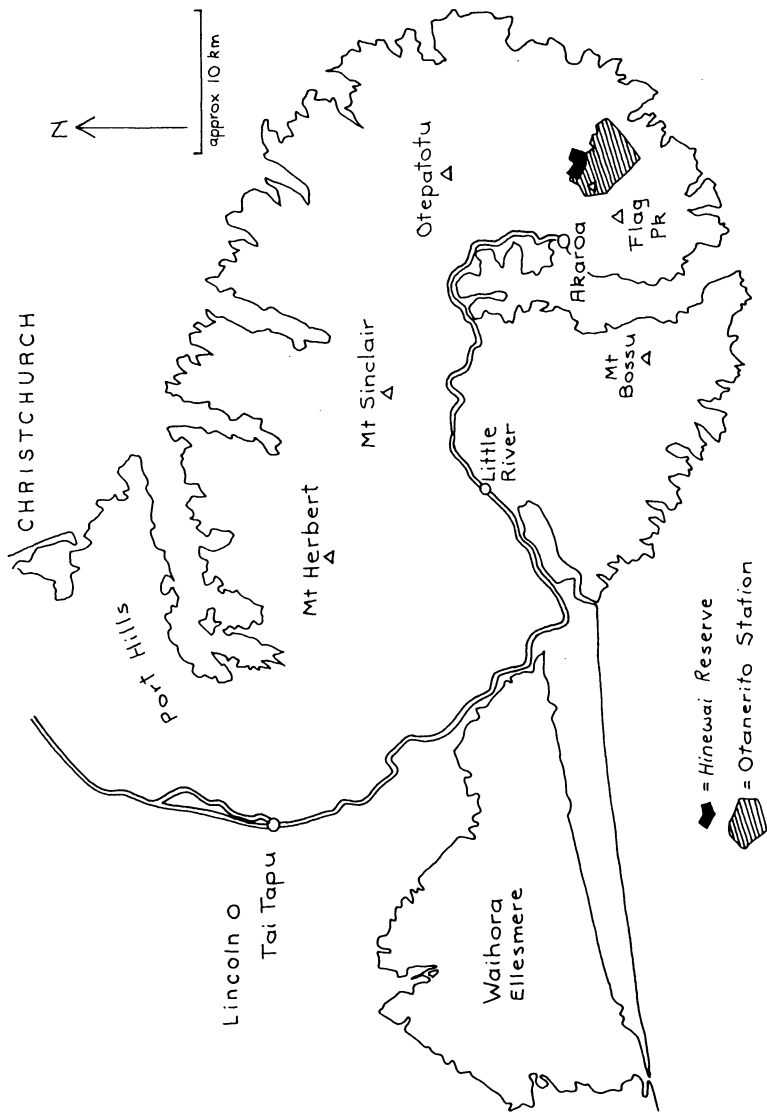 CHRISTCHURCH
N
approx 10 km
Port Hills
Mt Herbert
Mt Sinclair
Otepatotu
Lincoln
Tai Tapu
Little
River
Akaroa
Flag
Pk
Mt
Bossu
Waihora
Ellesmere
= Hinewai Reserve
= Otanerito Station